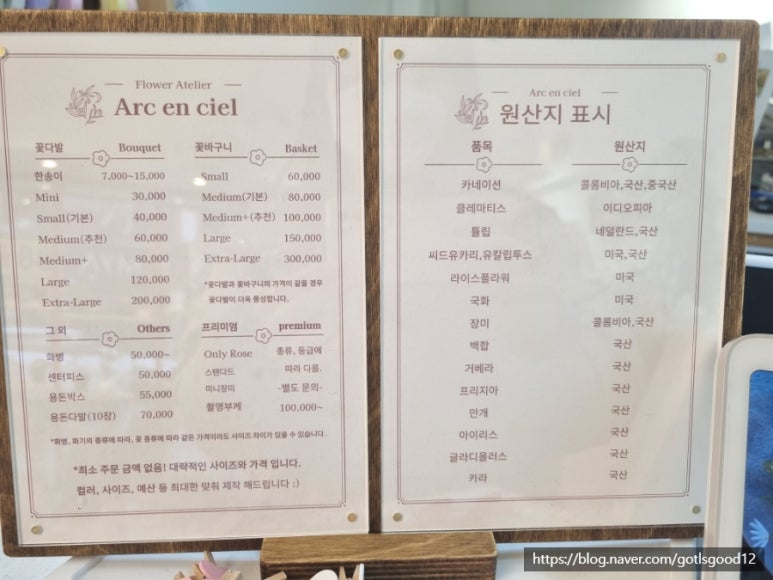 Flower Atelier
Arc en ciel
꽃다발 Bouquet
한송이 7,000~15,000
Mini 30,000
Small(기본) 40,000
Medium(추천) 60,000
Medium+ 80,000
Large 120,000
Extra-Large 200,000
꽃바구니 Basket
Small 60,000
Medium(기본) 80,000
Medium+(추천) 100,000
Large 150,000
Extra-Large 300,000
*꽃다발과 꽃바구니의 가격이 같을 경우
꽃다발이 더욱 풍성합니다.
그 외 Others
화병 50,000~
센터피스 50,000
용돈박스 55,000
용돈다발(10장) 70,000
프리미엄 premium
Only Rose 종류, 등급에
스탠다드 따라 다름.
미니장미 -별도 문의-
촬영부케 100,000~
*화병, 화기의 종류에 따라, 꽃 종류에 따라 같은 가격이라도 사이즈 차이가 있을 수 있습니다.
*최소 주문 금액 없음! 대략적인 사이즈와 가격 입니다.
컬러, 사이즈, 예산 등 최대한 맞춰 제작 해드립니다 :)
Arc en ciel
원산지 표시
품목 원산지
카네이션 콜롬비아,국산,중국산
클레마티스 이디오피아
튤립 네덜란드,국산
씨드유카리,유칼립투스 미국,국산
라이스플라워 미국
국화 미국
장미 콜롬비아,국산
백합 국산
거베라 국산
프리지아 국산
안개 국산
아이리스 국산
글라디올러스 국산
카라 국산
https://blog.naver.com/gotlsgood12